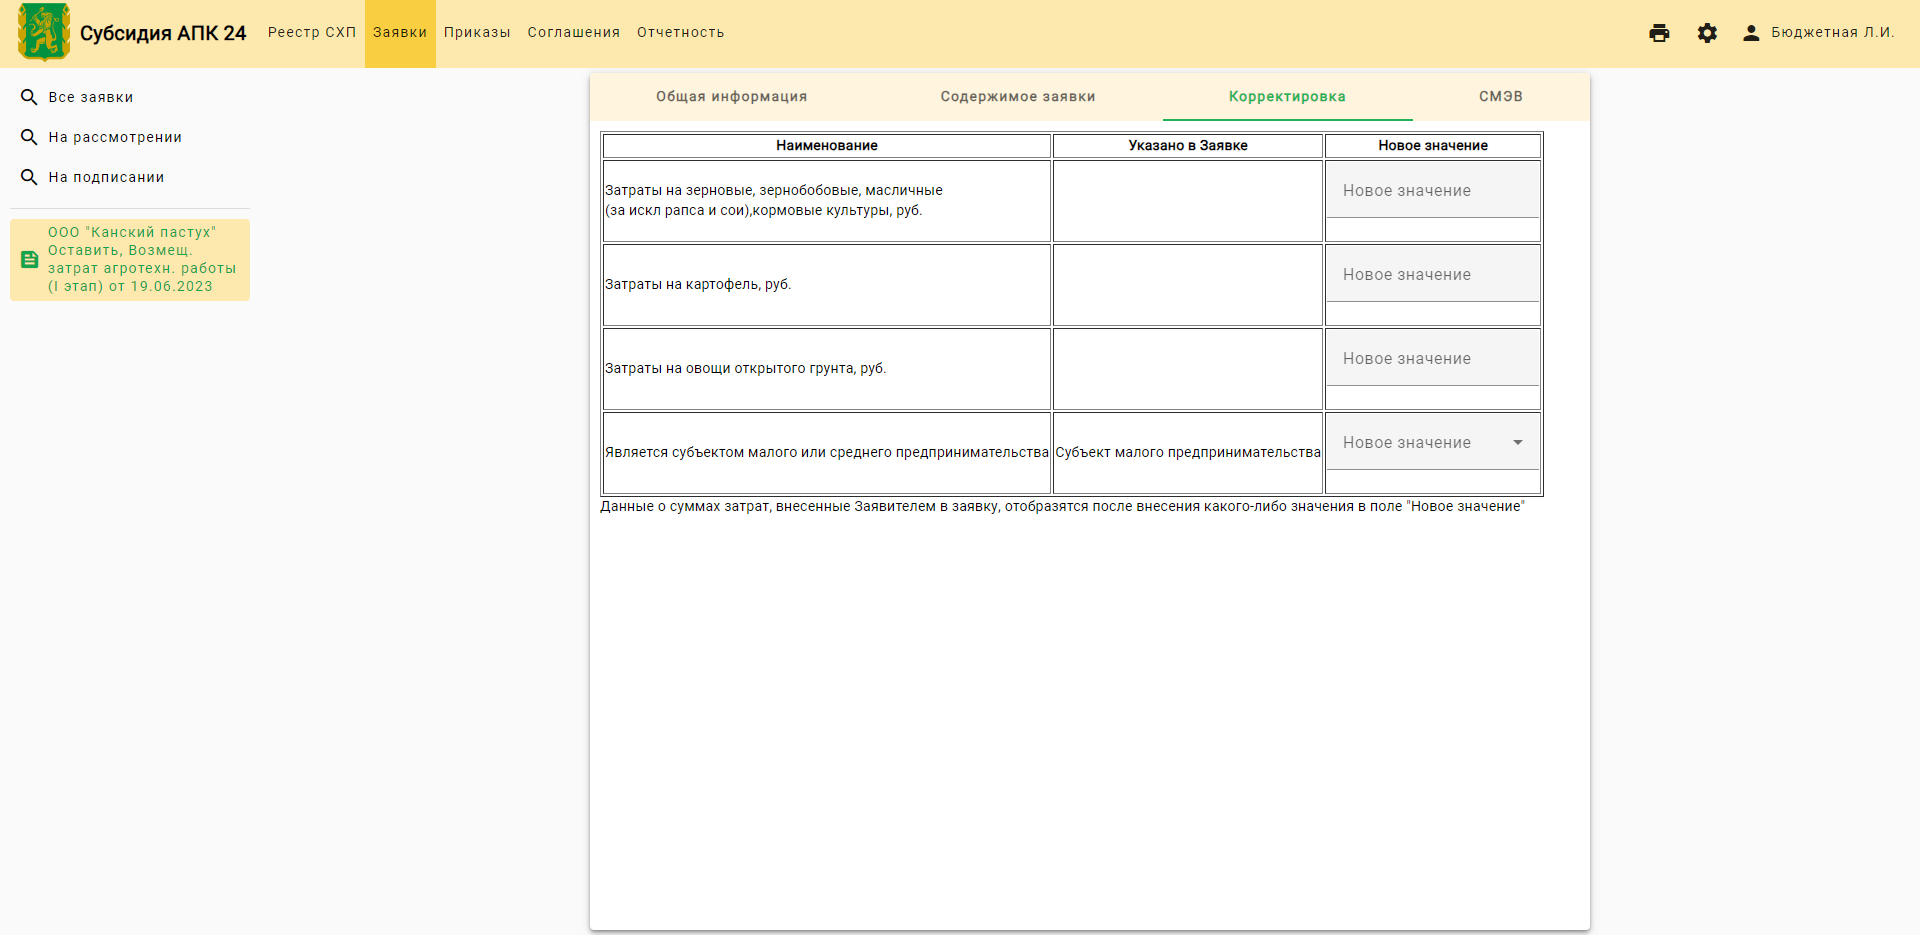 Субсидия АПК 24
Реестр СХП
Заявки
Приказы
Соглашения
Отчетность
Бюджетная Л.И.
Все заявки
На рассмотрении
На подписании
ООО "Канский пастух"
Оставить, Возмещ.
затрат агротехн. работы
(I этап) от 19.06.2023
Общая информация
Содержимое заявки
Корректировка
СМЭВ
Наименование
Указано в Заявке
Новое значение
Затраты на зерновые, зернобобовые, масличные
(за искл рапса и сои),кормовые культуры, руб.
Новое значение
Затраты на картофель, руб.
Новое значение
Затраты на овощи открытого грунта, руб.
Новое значение
Является субъектом малого или среднего предпринимательства
Субъект малого предпринимательства
Новое значение
Данные о суммах затрат, внесенные Заявителем в заявку, отобразятся после внесения какого-либо значения в поле "Новое значение"